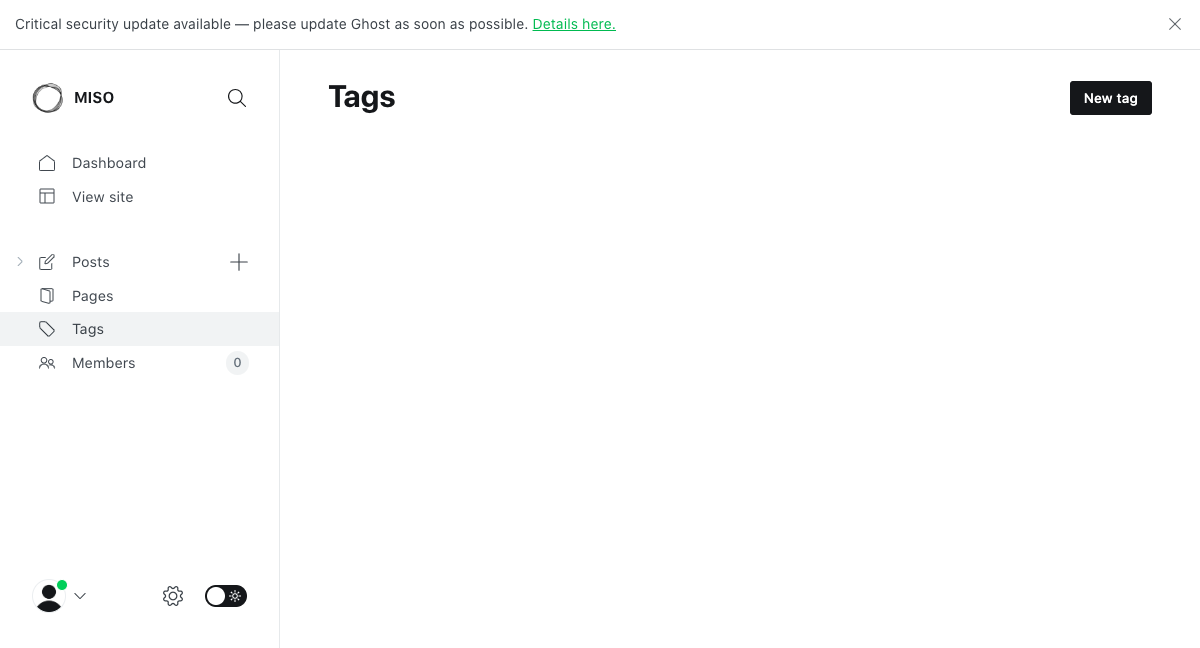 Critical security update available — please update Ghost as soon as possible. Details here.
MISO
Tags
New tag
Dashboard
View site
Posts
Pages
Tags
Members
0